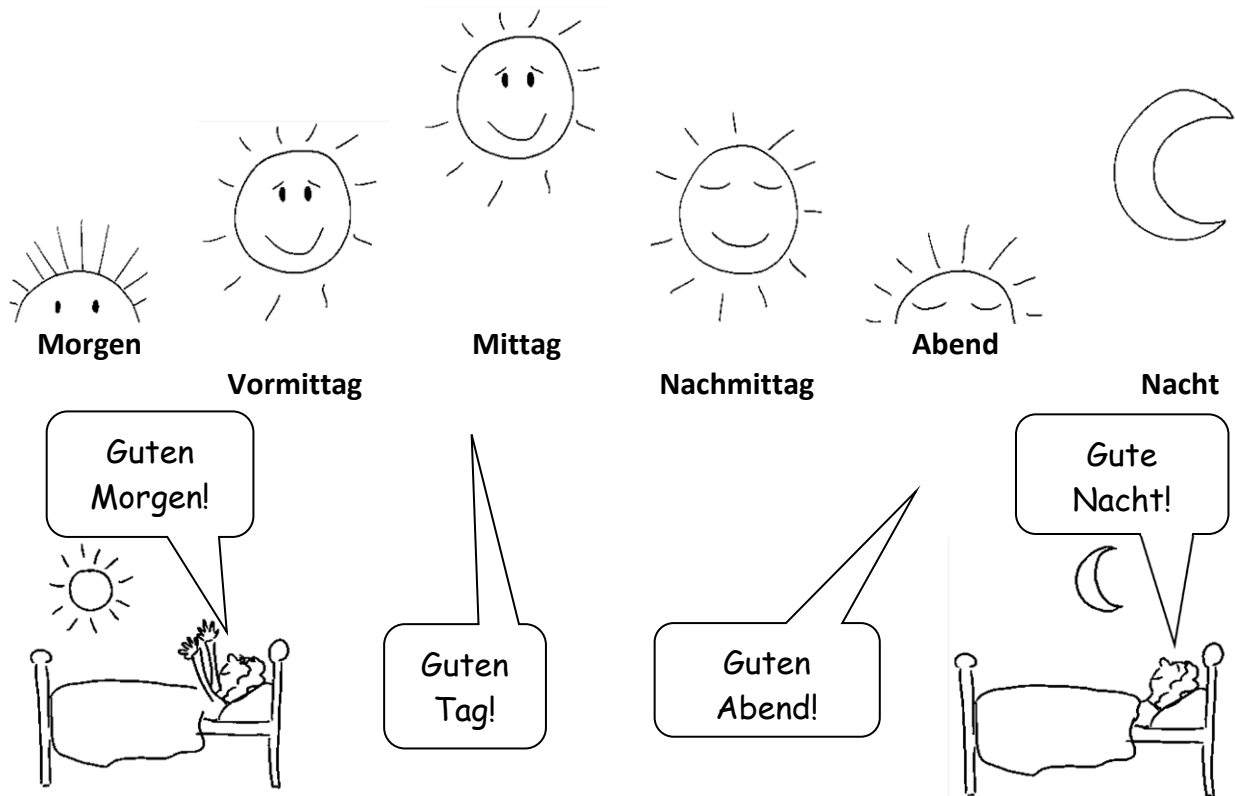 Morgen
Mittag
Abend
Vormittag
Nachmittag
Nacht
Guten
Morgen!
Gute
Nacht!
Guten
Tag!
Guten
Abend!